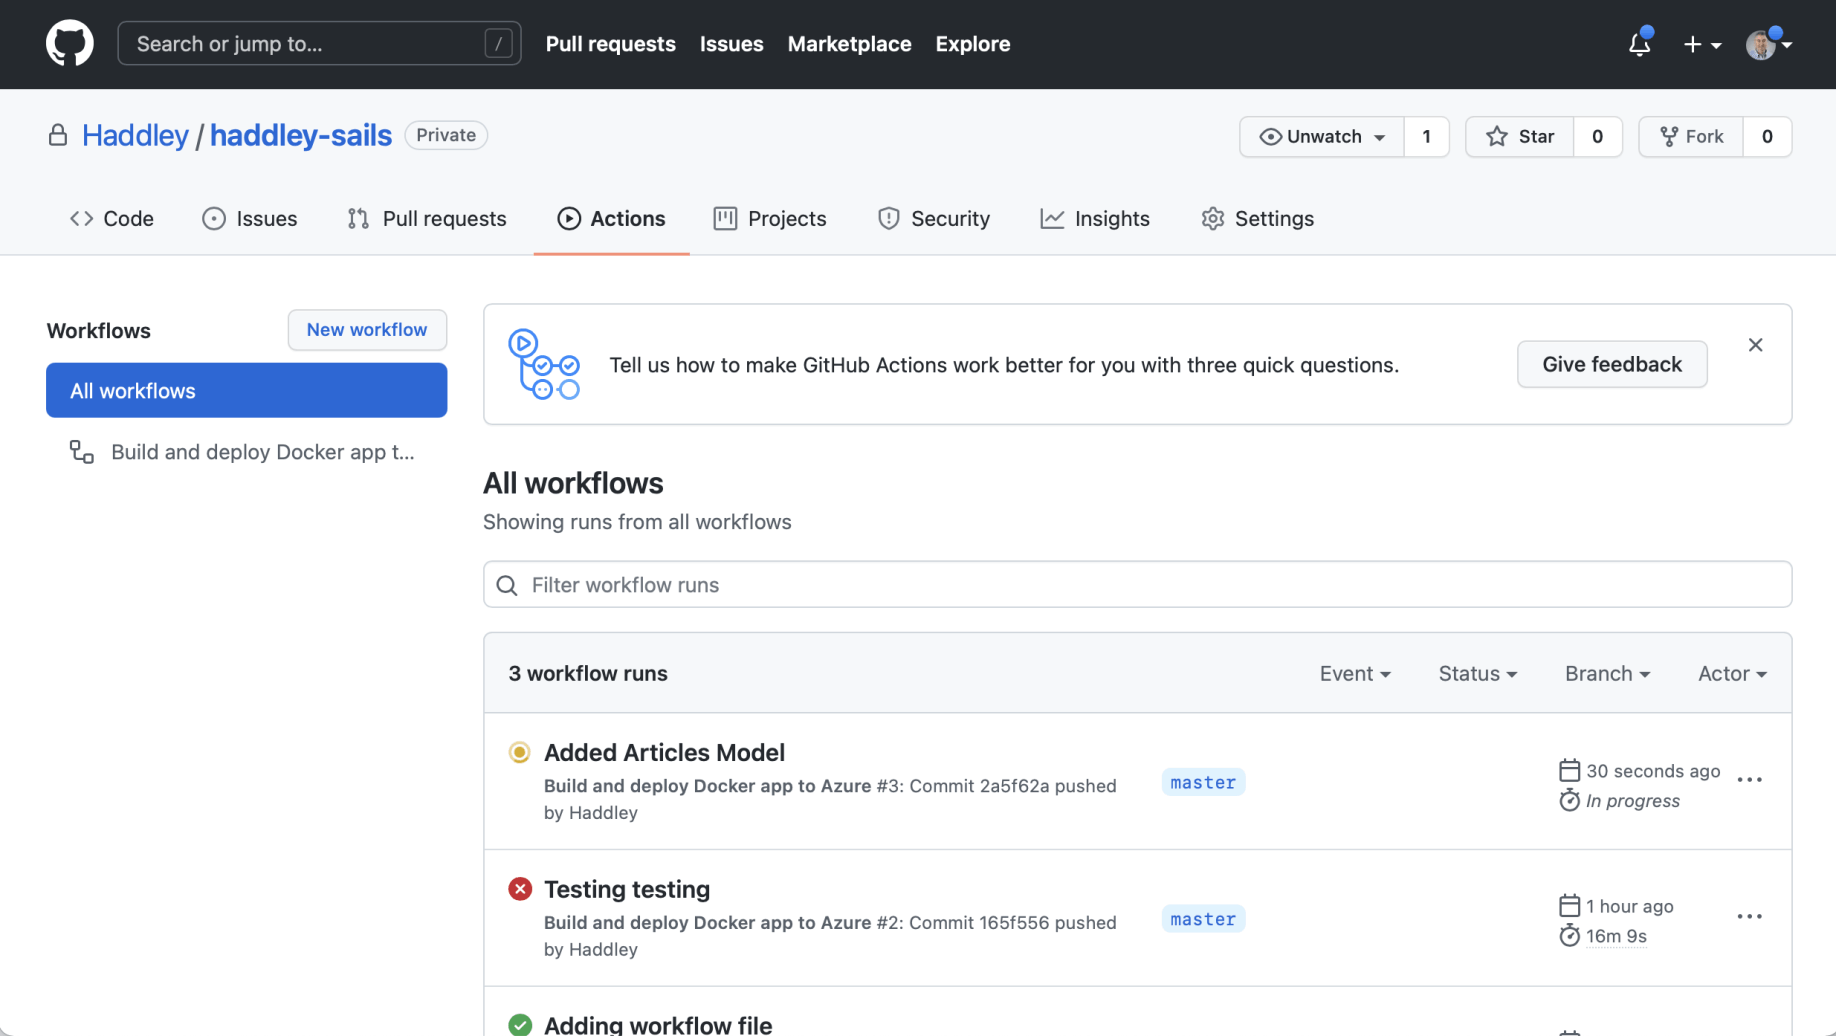 Search or jump to... /
Pull requests Issues Marketplace Explore
Haddley / haddley-sails Private
Unwatch 1 Star 0 Fork 0
Code Issues Pull requests Actions Projects Security Insights Settings
Workflows New workflow
All workflows
Build and deploy Docker app t...
Tell us how to make GitHub Actions work better for you with three quick questions. Give feedback
All workflows
Showing runs from all workflows
Filter workflow runs
3 workflow runs Event Status Branch Actor
Added Articles Model
Build and deploy Docker app to Azure #3: Commit 2a5f62a pushed
by Haddley
master
30 seconds ago
In progress
Testing testing
Build and deploy Docker app to Azure #2: Commit 165f556 pushed
by Haddley
master
1 hour ago
16m 9s
Adding workflow file